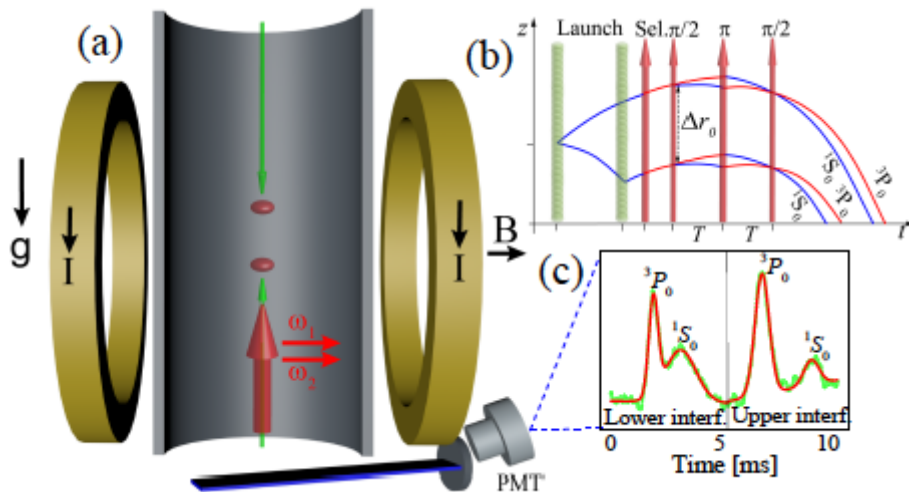 (a)
g
I
I
B
ω₁
ω₂
PMT
(b)
z
Launch Sel. π/2 π π/2
Δr₀
T T
¹S₀
¹S₀ ³P₀
³P₀
t
(c)
³P₀
¹S₀
³P₀
¹S₀
Lower interf. Upper interf.
0 5 10
Time [ms]